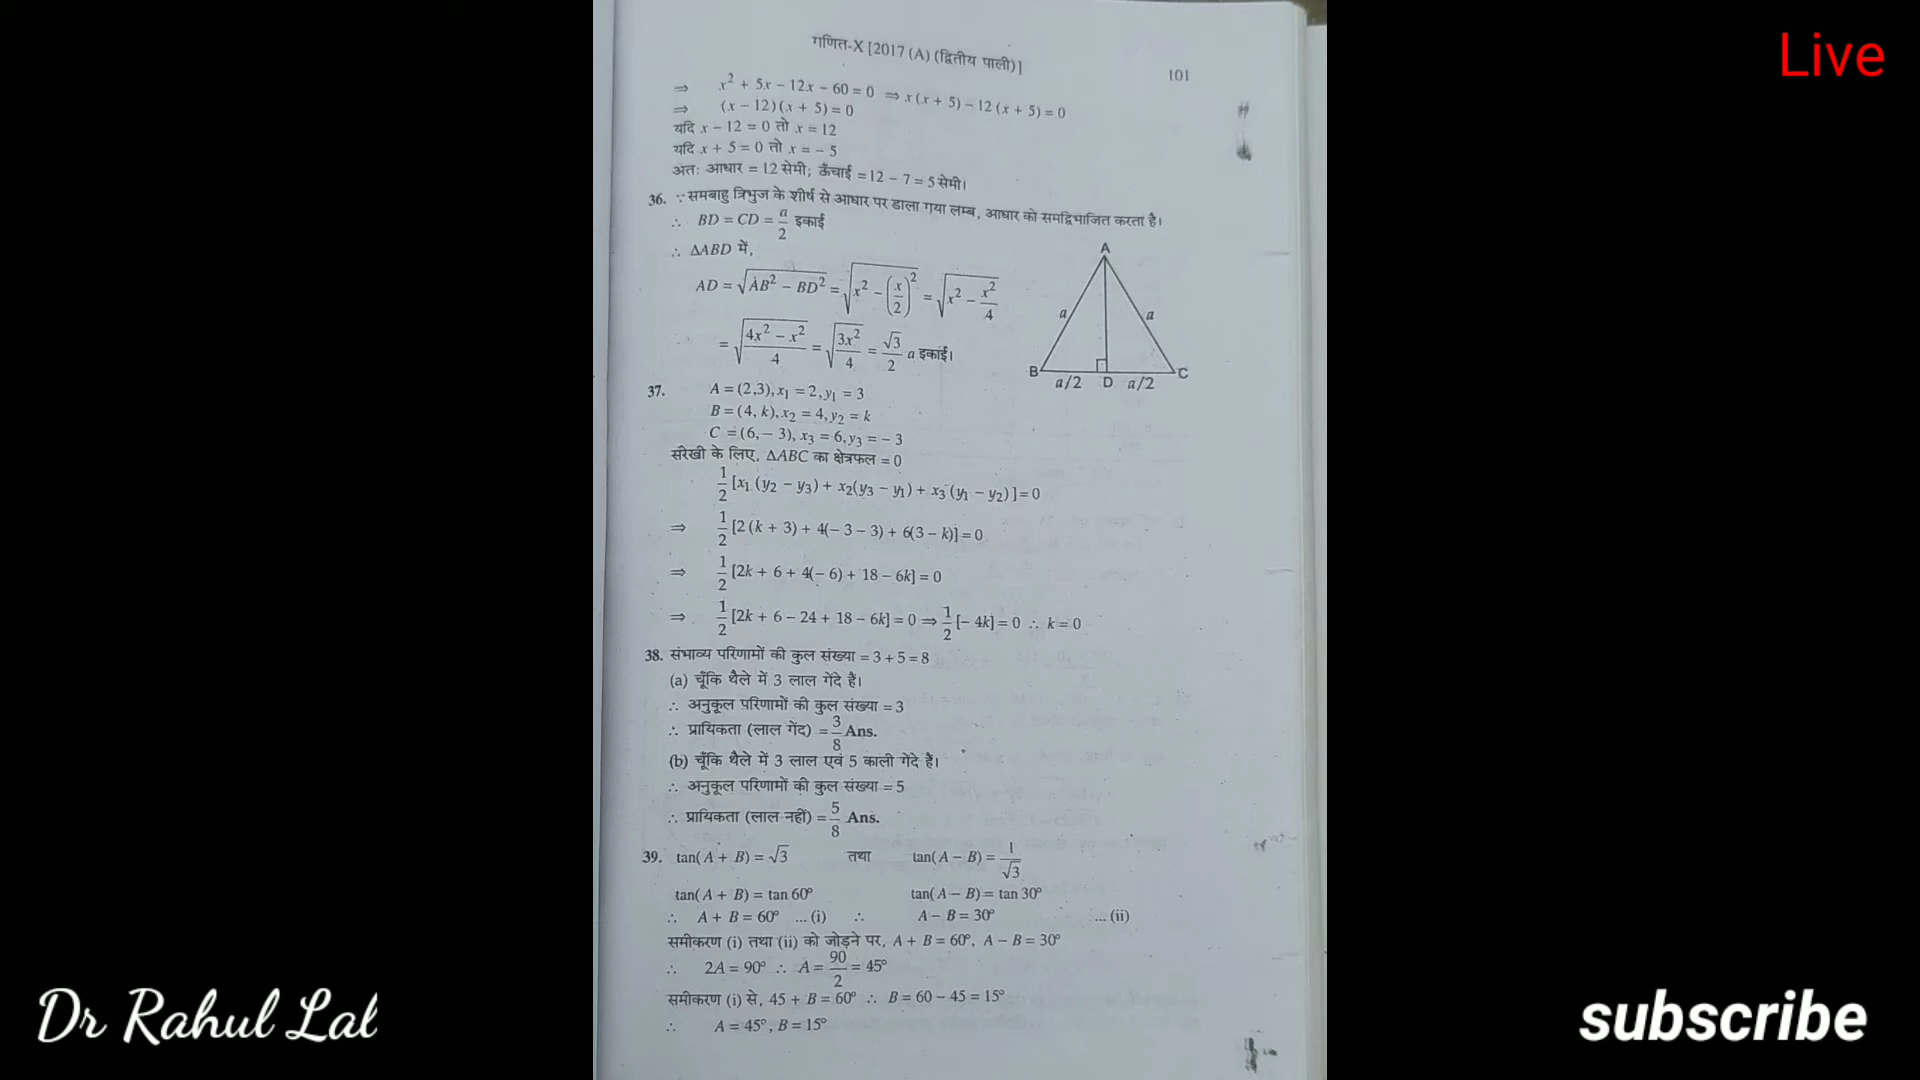 गणित-X [2017 (A) (द्वितीय पाली)]
101
Live
⇒ x² + 5x − 12x − 60 = 0 ⇒ x (x + 5) − 12 (x + 5) = 0
⇒ (x − 12) (x + 5) = 0
यदि x − 12 = 0 तो x = 12
यदि x + 5 = 0 तो x = − 5
अतः आधार = 12 सेमी; ऊँचाई = 12 − 7 = 5 सेमी।
36. ∵ समबाहु त्रिभुज के शीर्ष से आधार पर डाला गया लम्ब, आधार को समद्विभाजित करता है।
∴ BD = CD = a/2 इकाई
∴ ΔABD में,
AD = √(AB² − BD²) = √(x² − (x/2)²) = √(x² − x²/4)
= √((4x² − x²)/4) = √(3x²/4) = √3/2 a इकाई।
A
a a
B a/2 D a/2 C
37. A = (2,3), x₁ = 2, y₁ = 3
B = (4, k), x₂ = 4, y₂ = k
C = (6, − 3), x₃ = 6, y₃ = − 3
संरेखी के लिए, ΔABC का क्षेत्रफल = 0
1/2 [x₁ (y₂ − y₃) + x₂(y₃ − y₁) + x₃ (y₁ − y₂)] = 0
⇒ 1/2 [2 (k + 3) + 4(− 3 − 3) + 6(3 − k)] = 0
⇒ 1/2 [2k + 6 + 4(− 6) + 18 − 6k] = 0
⇒ 1/2 [2k + 6 − 24 + 18 − 6k] = 0 ⇒ 1/2 [− 4k] = 0 ∴ k = 0
38. संभाव्य परिणामों की कुल संख्या = 3 + 5 = 8
(a) चूँकि थैले में 3 लाल गेंदे हैं।
∴ अनुकूल परिणामों की कुल संख्या = 3
∴ प्रायिकता (लाल गेंद) = 3/8 Ans.
(b) चूँकि थैले में 3 लाल एवं 5 काली गेंदे हैं।
∴ अनुकूल परिणामों की कुल संख्या = 5
∴ प्रायिकता (लाल नहीं) = 5/8 Ans.
39. tan( A + B) = √3 तथा tan( A − B) = 1/√3
tan( A + B) = tan 60° tan( A − B) = tan 30°
∴ A + B = 60° ... (i) ∴ A − B = 30° ... (ii)
समीकरण (i) तथा (ii) को जोड़ने पर, A + B = 60°, A − B = 30°
∴ 2A = 90° ∴ A = 90/2 = 45°
समीकरण (i) से, 45 + B = 60° ∴ B = 60 − 45 = 15°
∴ A = 45°, B = 15°
Dr Rahul Lal
subscribe